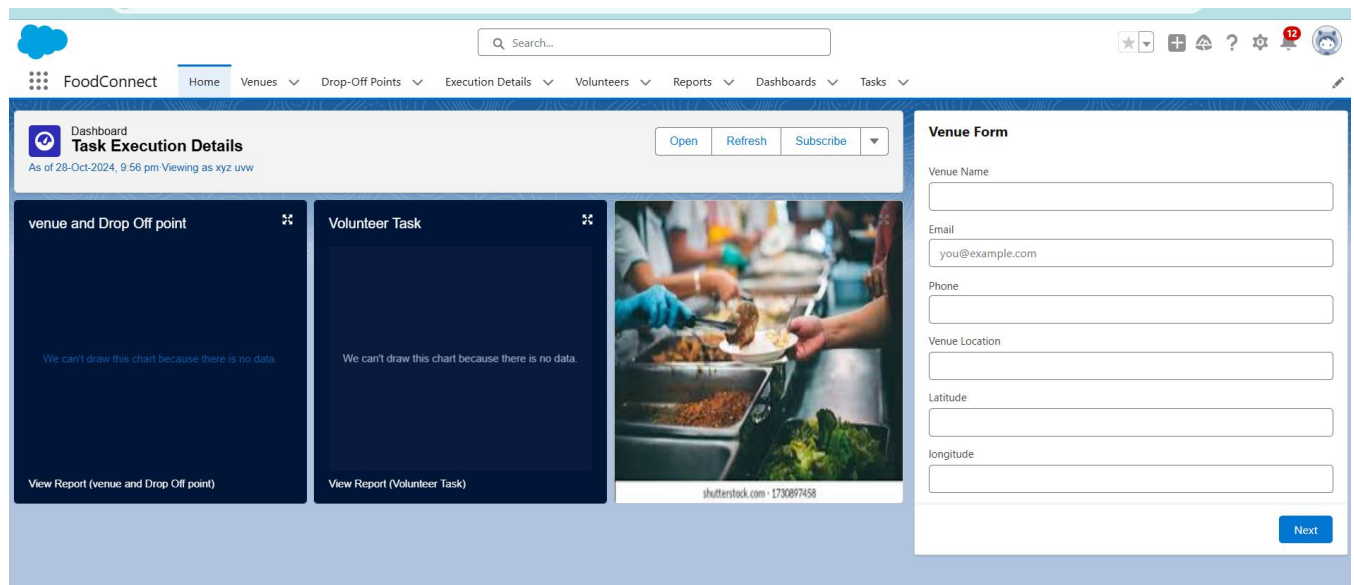 Search...
12
FoodConnect Home Venues Drop-Off Points Execution Details Volunteers Reports Dashboards Tasks
Dashboard
Task Execution Details
As of 28-Oct-2024, 9:56 pm·Viewing as xyz uvw
Open Refresh Subscribe
venue and Drop Off point
We can't draw this chart because there is no data.
View Report (venue and Drop Off point)
Volunteer Task
We can't draw this chart because there is no data.
View Report (Volunteer Task)
shutterstock.com · 1730897458
Venue Form
Venue Name
Email
you@example.com
Phone
Venue Location
Latitude
longitude
Next